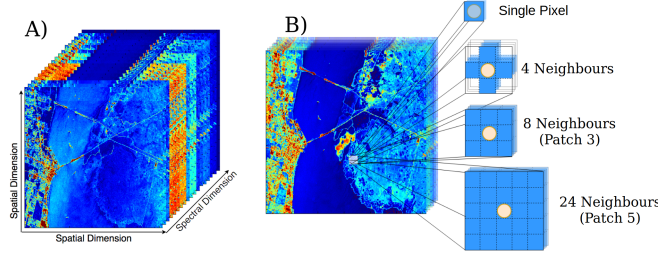 A)
Spatial Dimension
Spatial Dimension
Spectral Dimension
B)
Single Pixel
4 Neighbours
8 Neighbours
(Patch 3)
24 Neighbours
(Patch 5)